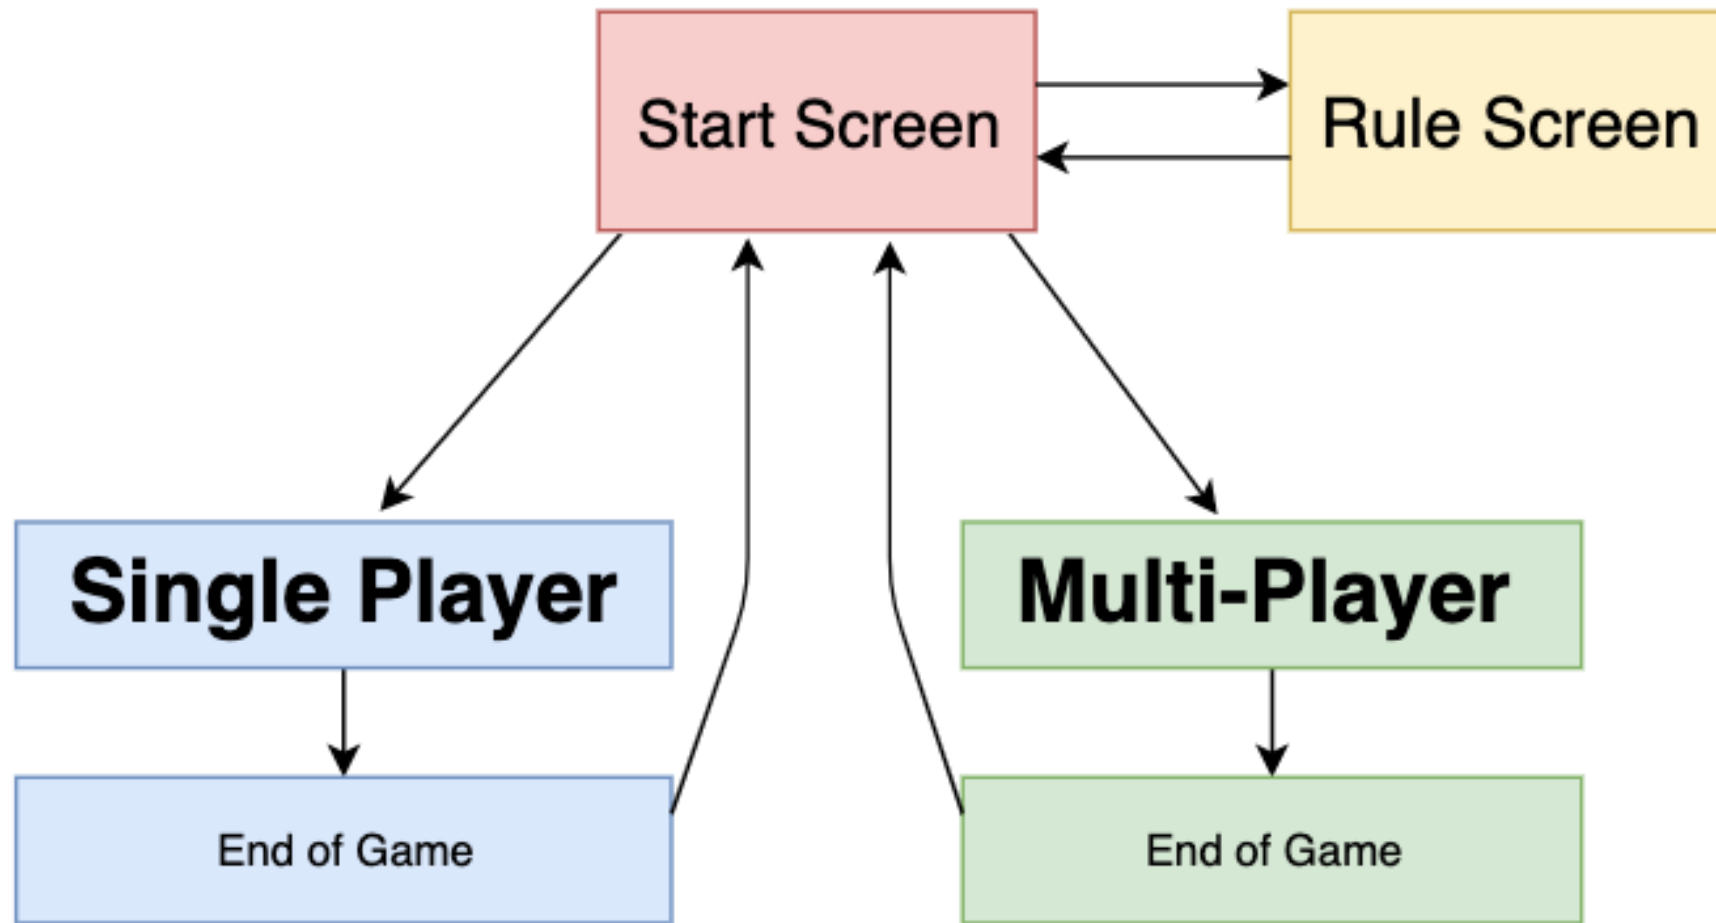 Start Screen
Rule Screen
Single Player
Multi-Player
End of Game
End of Game